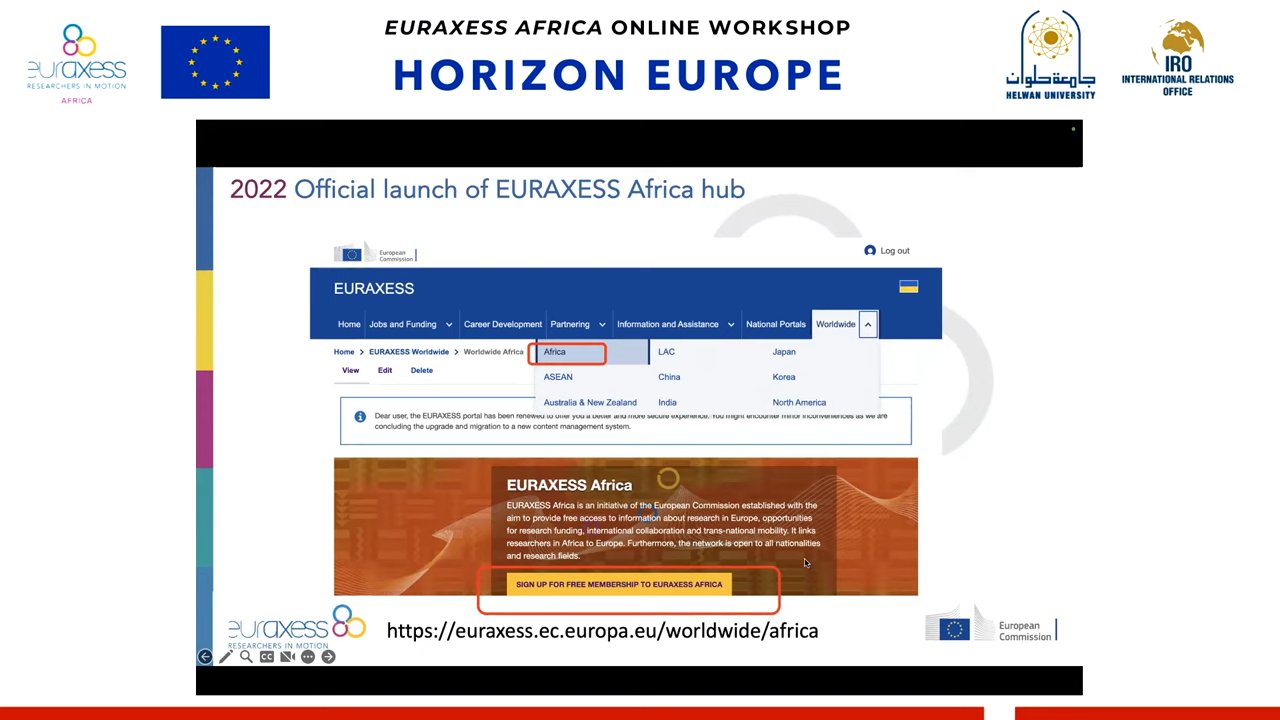 EURAXESS AFRICA ONLINE WORKSHOP
HORIZON EUROPE
euraxess
RESEARCHERS IN MOTION
AFRICA
جامعة حلوان
HELWAN UNIVERSITY
IRO
INTERNATIONAL RELATIONS
OFFICE
2022 Official launch of EURAXESS Africa hub
European
Commission
Log out
EURAXESS
Home Jobs and Funding Career Development Partnering Information and Assistance National Portals Worldwide
Home > EURAXESS Worldwide > Worldwide Africa
Africa LAC Japan
View Edit Delete
ASEAN China Korea
Australia & New Zealand India North America
Dear user, the EURAXESS portal has been renewed to offer you a better and more secure experience. You might encounter minor inconveniences as we are
concluding the upgrade and migration to a new content management system.
EURAXESS Africa
EURAXESS Africa is an initiative of the European Commission established with the
aim to provide free access to information about research in Europe, opportunities
for research funding, international collaboration and trans-national mobility. It links
researchers in Africa to Europe. Furthermore, the network is open to all nationalities
and research fields.
SIGN UP FOR FREE MEMBERSHIP TO EURAXESS AFRICA
euraxess
RESEARCHERS IN MOTION
https://euraxess.ec.europa.eu/worldwide/africa
European
Commission
CC